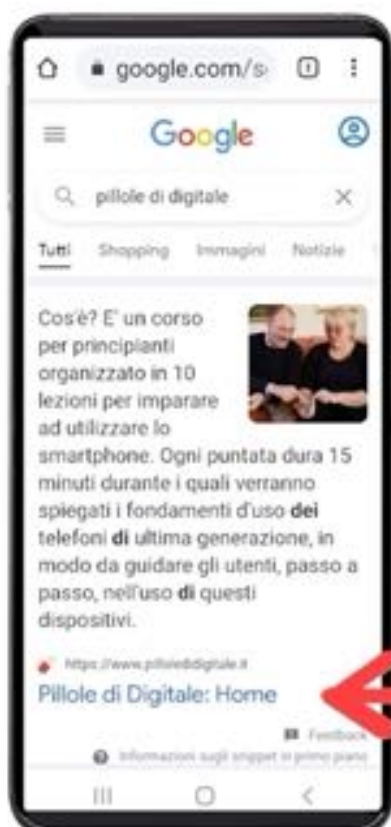 google.com/s
Google
pillole di digitale
Tutti Shopping Immagini Notizie
Cos'è? E' un corso
per principianti
organizzato in 10
lezioni per imparare
ad utilizzare lo
smartphone. Ogni puntata dura 15
minuti durante i quali verranno
spiegati i fondamenti d'uso dei
telefoni di ultima generazione, in
modo da guidare gli utenti, passo a
passo, nell'uso di questi
dispositivi.
https://www.pilloledidigitale.it
Pillole di Digitale: Home
Feedback
Informazioni sugli snippet in primo piano